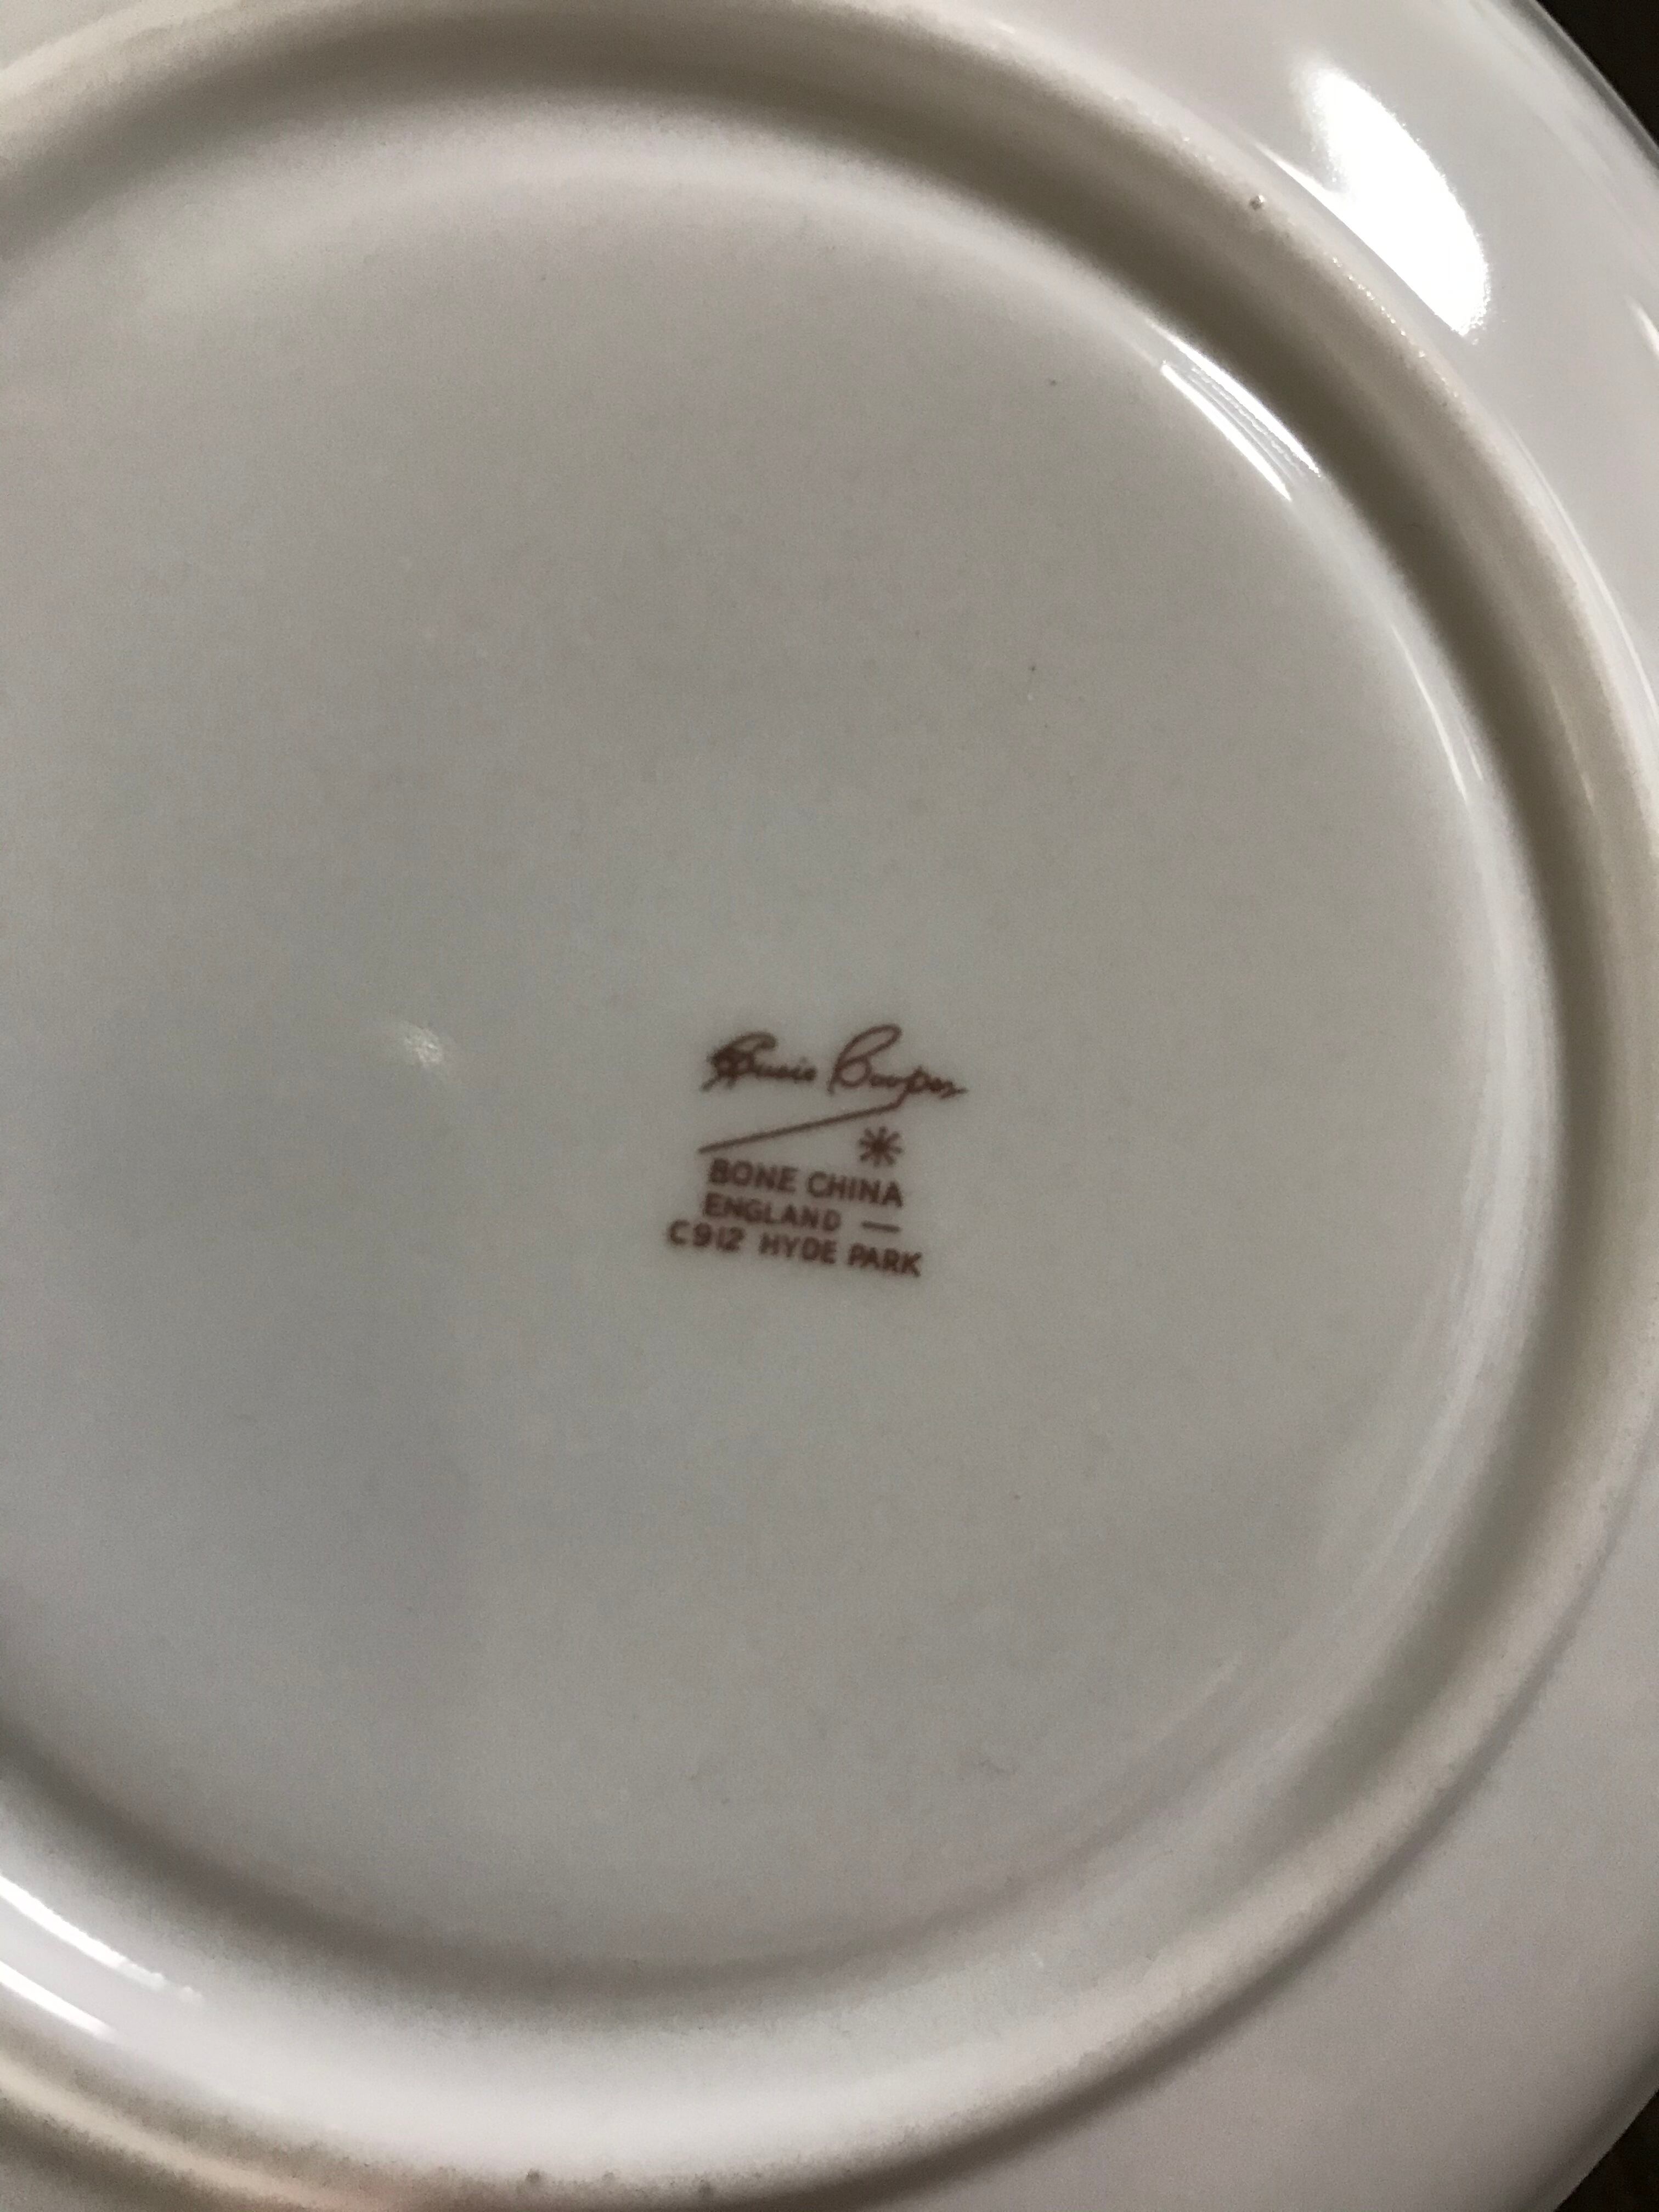 Susie Cooper
BONE CHINA
ENGLAND —
C912 HYDE PARK